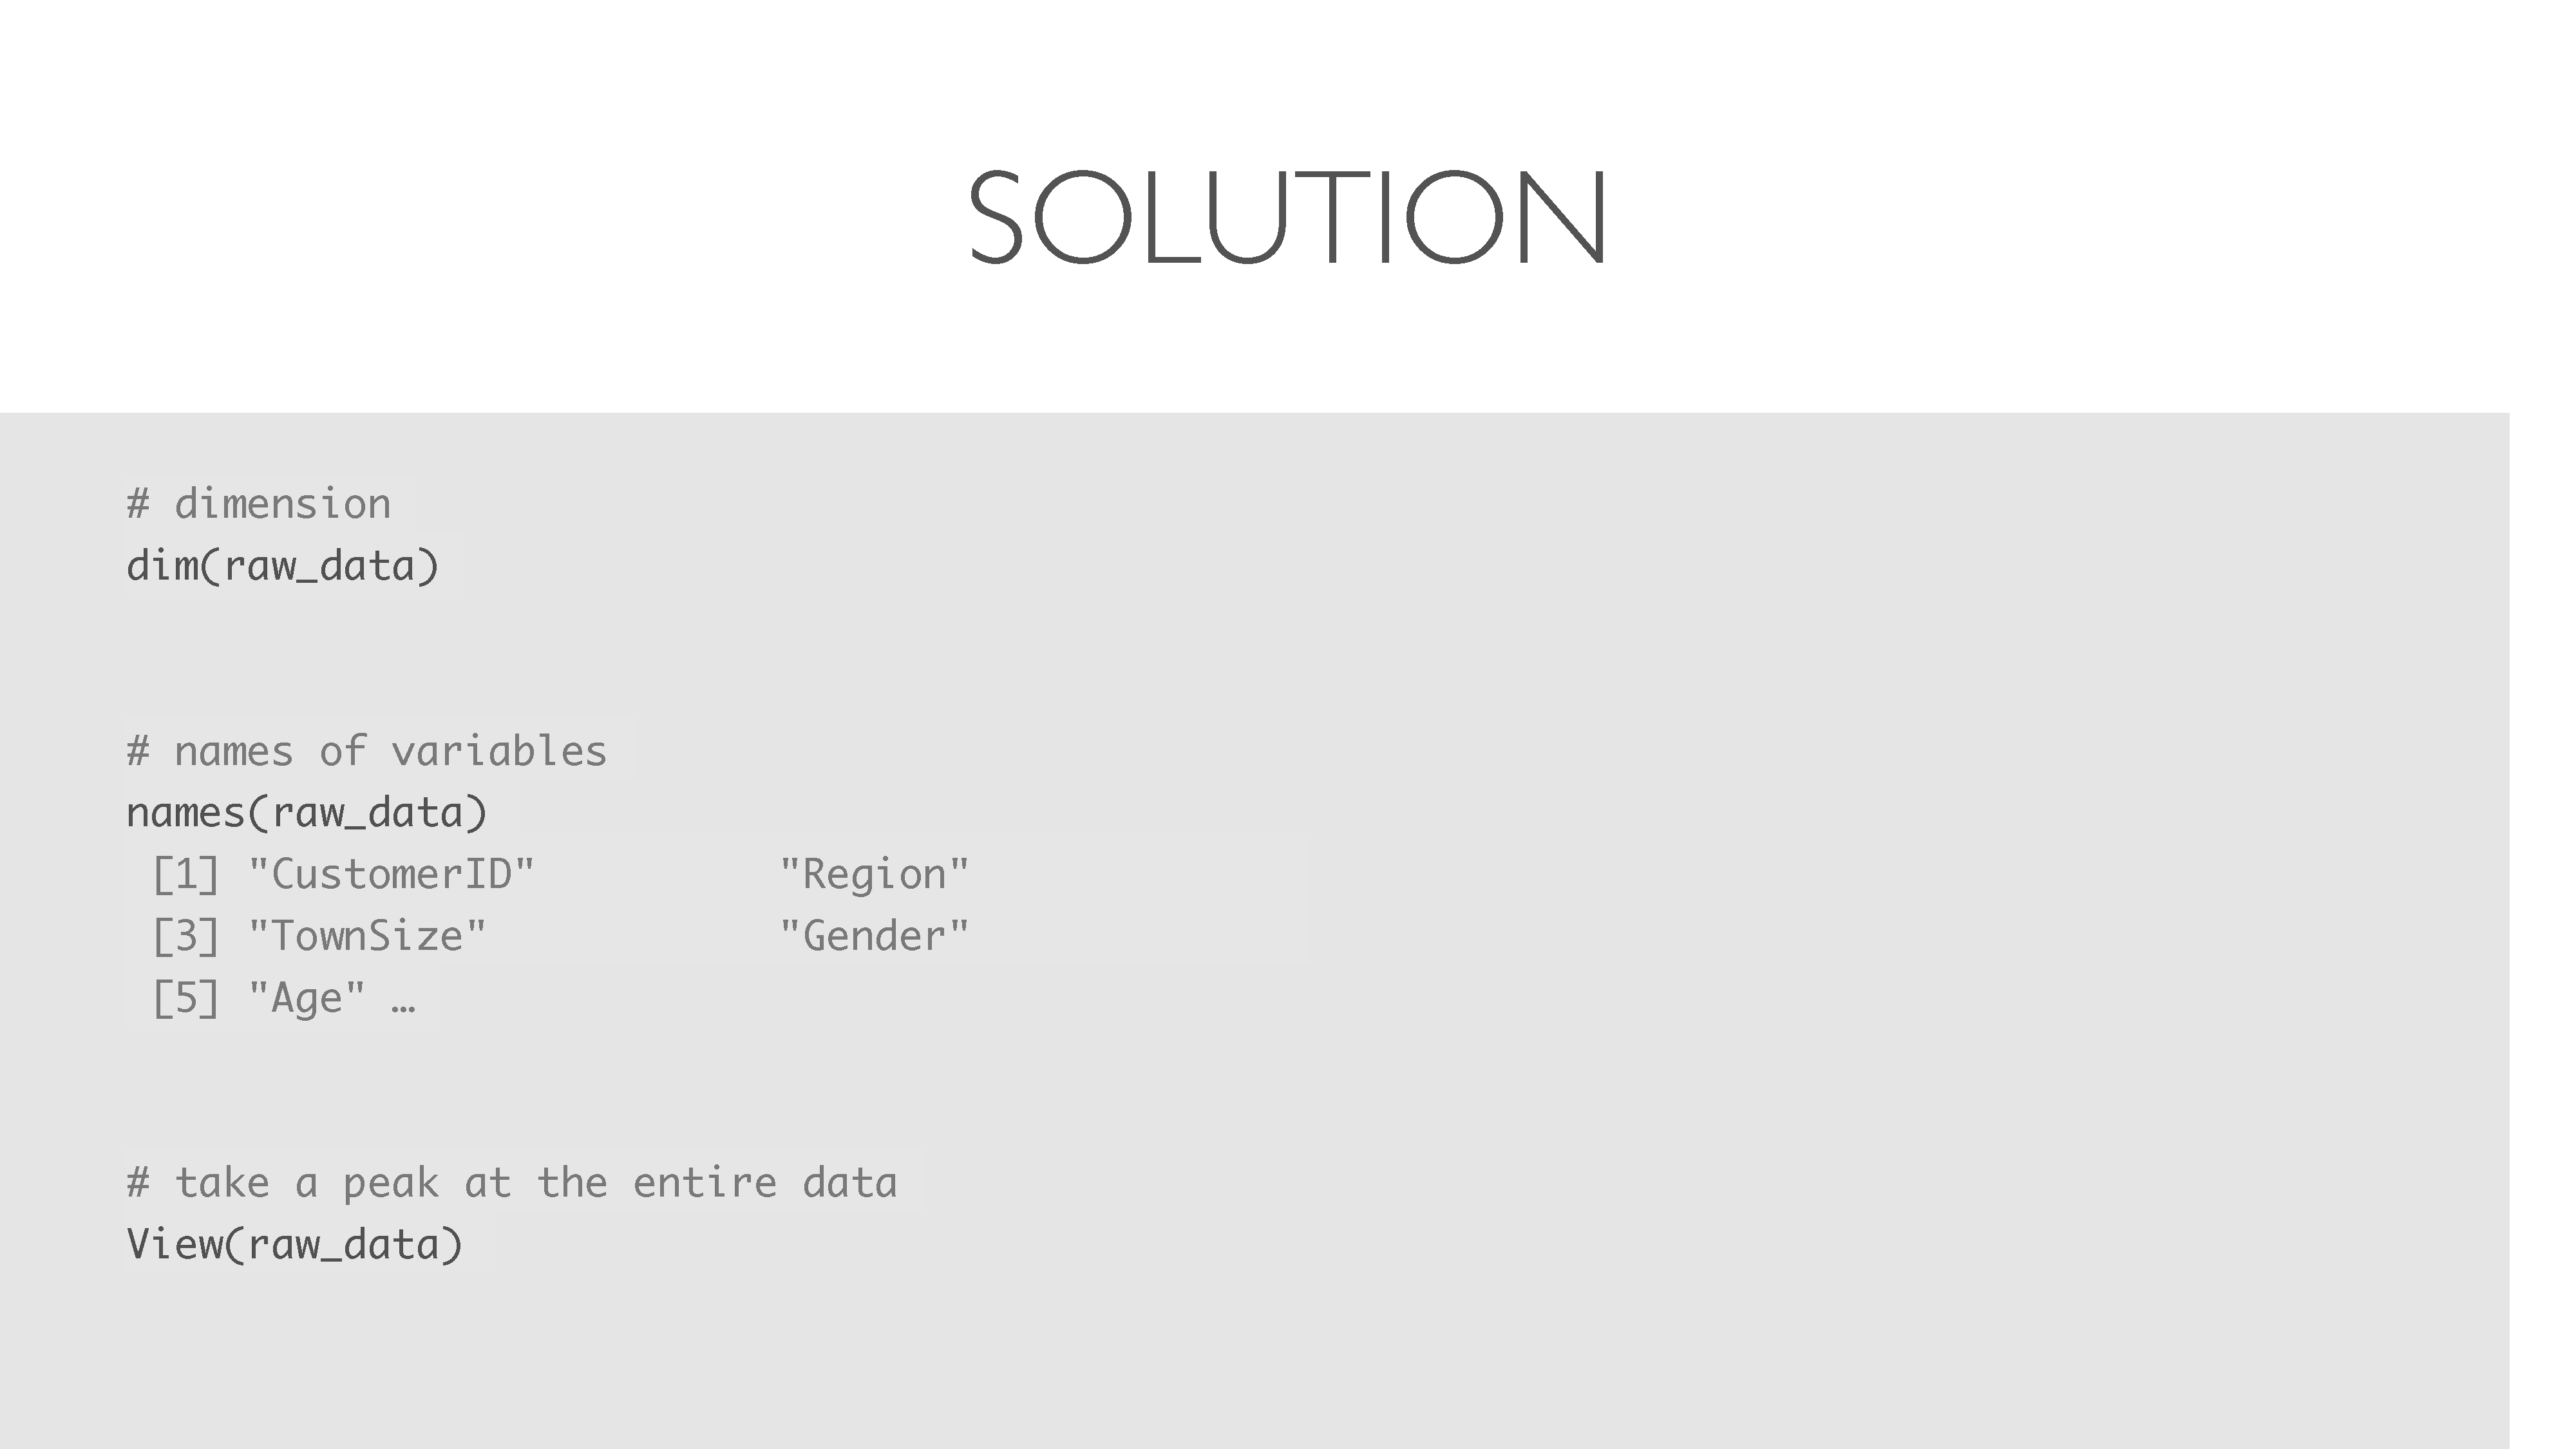 SOLUTION
# dimension
dim(raw_data)
# names of variables
names(raw_data)
[1] "CustomerID" "Region"
[3] "TownSize" "Gender"
[5] "Age" …
# take a peak at the entire data
View(raw_data)